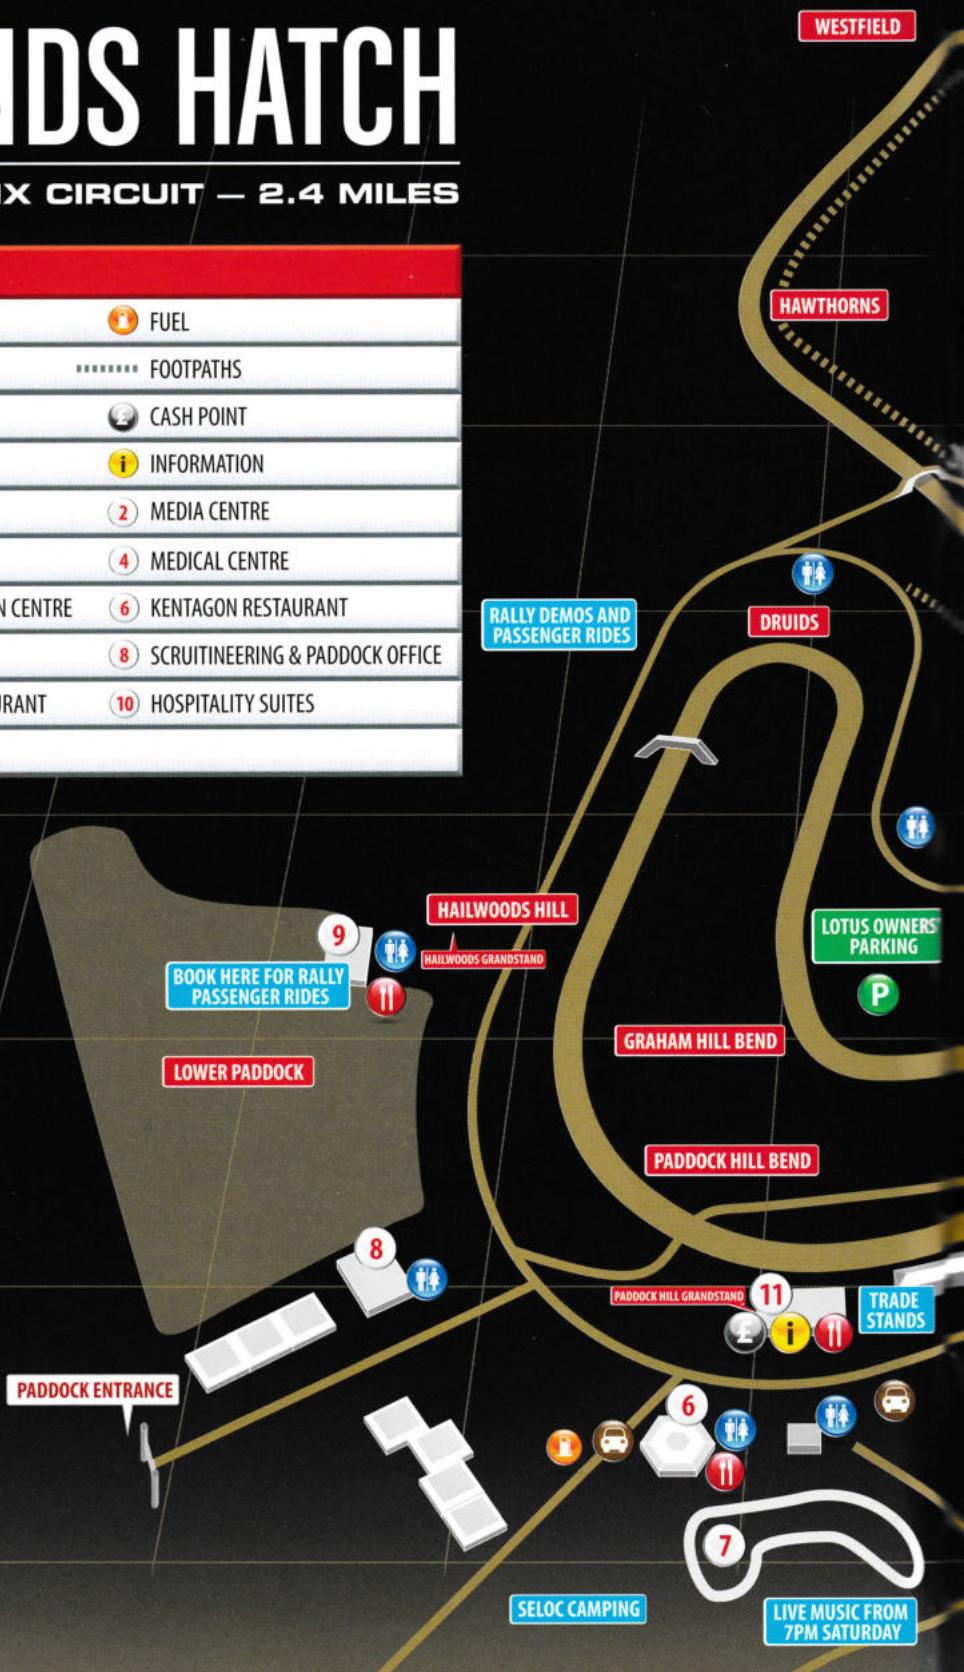 NDS HATCH
IX CIRCUIT – 2.4 MILES
FUEL
FOOTPATHS
£ CASH POINT
i INFORMATION
2 MEDIA CENTRE
4 MEDICAL CENTRE
N CENTRE 6 KENTAGON RESTAURANT
8 SCRUITINEERING & PADDOCK OFFICE
URANT 10 HOSPITALITY SUITES
WESTFIELD
HAWTHORNS
RALLY DEMOS AND
PASSENGER RIDES
DRUIDS
HAILWOODS HILL
HAILWOODS GRANDSTAND
9
BOOK HERE FOR RALLY
PASSENGER RIDES
LOTUS OWNERS'
PARKING
P
LOWER PADDOCK
GRAHAM HILL BEND
PADDOCK HILL BEND
8
PADDOCK HILL GRANDSTAND
11
£ i
TRADE
STANDS
PADDOCK ENTRANCE
6
7
SELOC CAMPING
LIVE MUSIC FROM
7PM SATURDAY